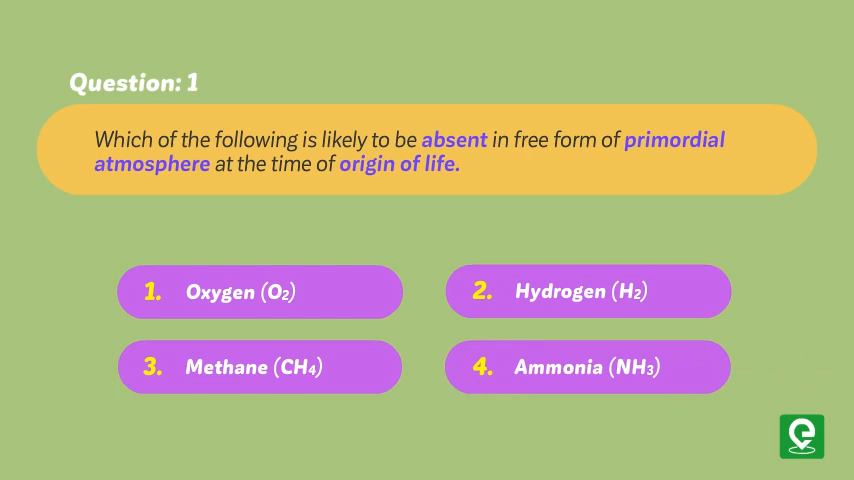 Question: 1
Which of the following is likely to be absent in free form of primordial
atmosphere at the time of origin of life.
1. Oxygen (O₂)
2. Hydrogen (H₂)
3. Methane (CH₄)
4. Ammonia (NH₃)